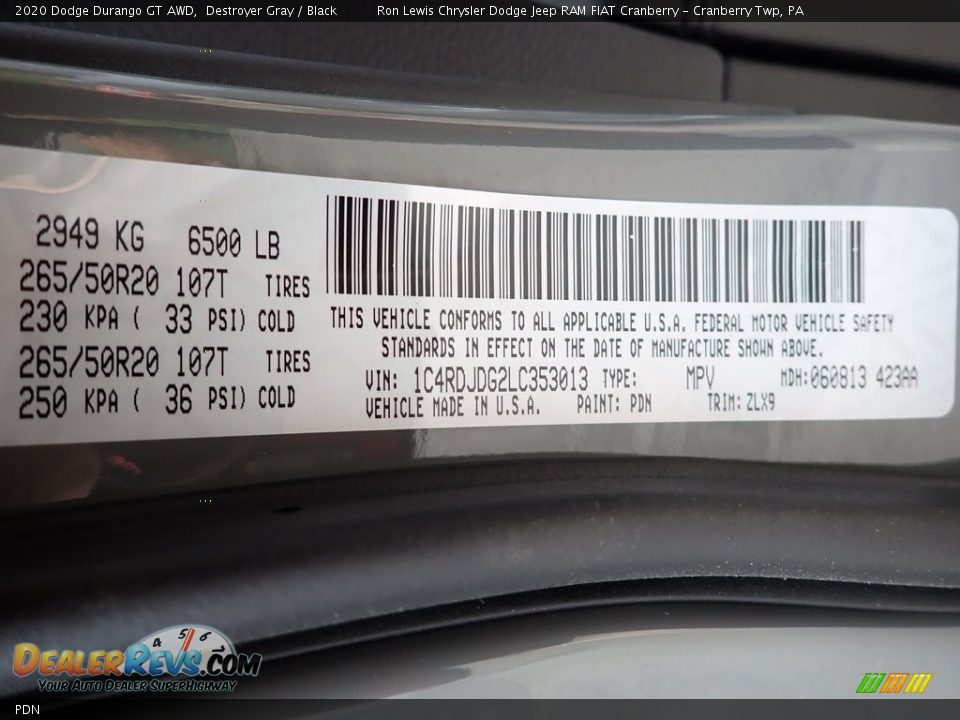 2020 Dodge Durango GT AWD, Destroyer Gray / Black Ron Lewis Chrysler Dodge Jeep RAM FIAT Cranberry – Cranberry Twp, PA
2949 KG 6500 LB
265/50R20 107T TIRES
230 KPA ( 33 PSI) COLD
265/50R20 107T TIRES
250 KPA ( 36 PSI) COLD
THIS VEHICLE CONFORMS TO ALL APPLICABLE U.S.A. FEDERAL MOTOR VEHICLE SAFETY
STANDARDS IN EFFECT ON THE DATE OF MANUFACTURE SHOWN ABOVE.
VIN: 1C4RDJDG2LC353013 TYPE: MPV MDH:060813 423AA
VEHICLE MADE IN U.S.A. PAINT: PDN TRIM: ZLX9
4 5 6
DealerRevs.com
Your Auto Dealer SuperHighway
PDN